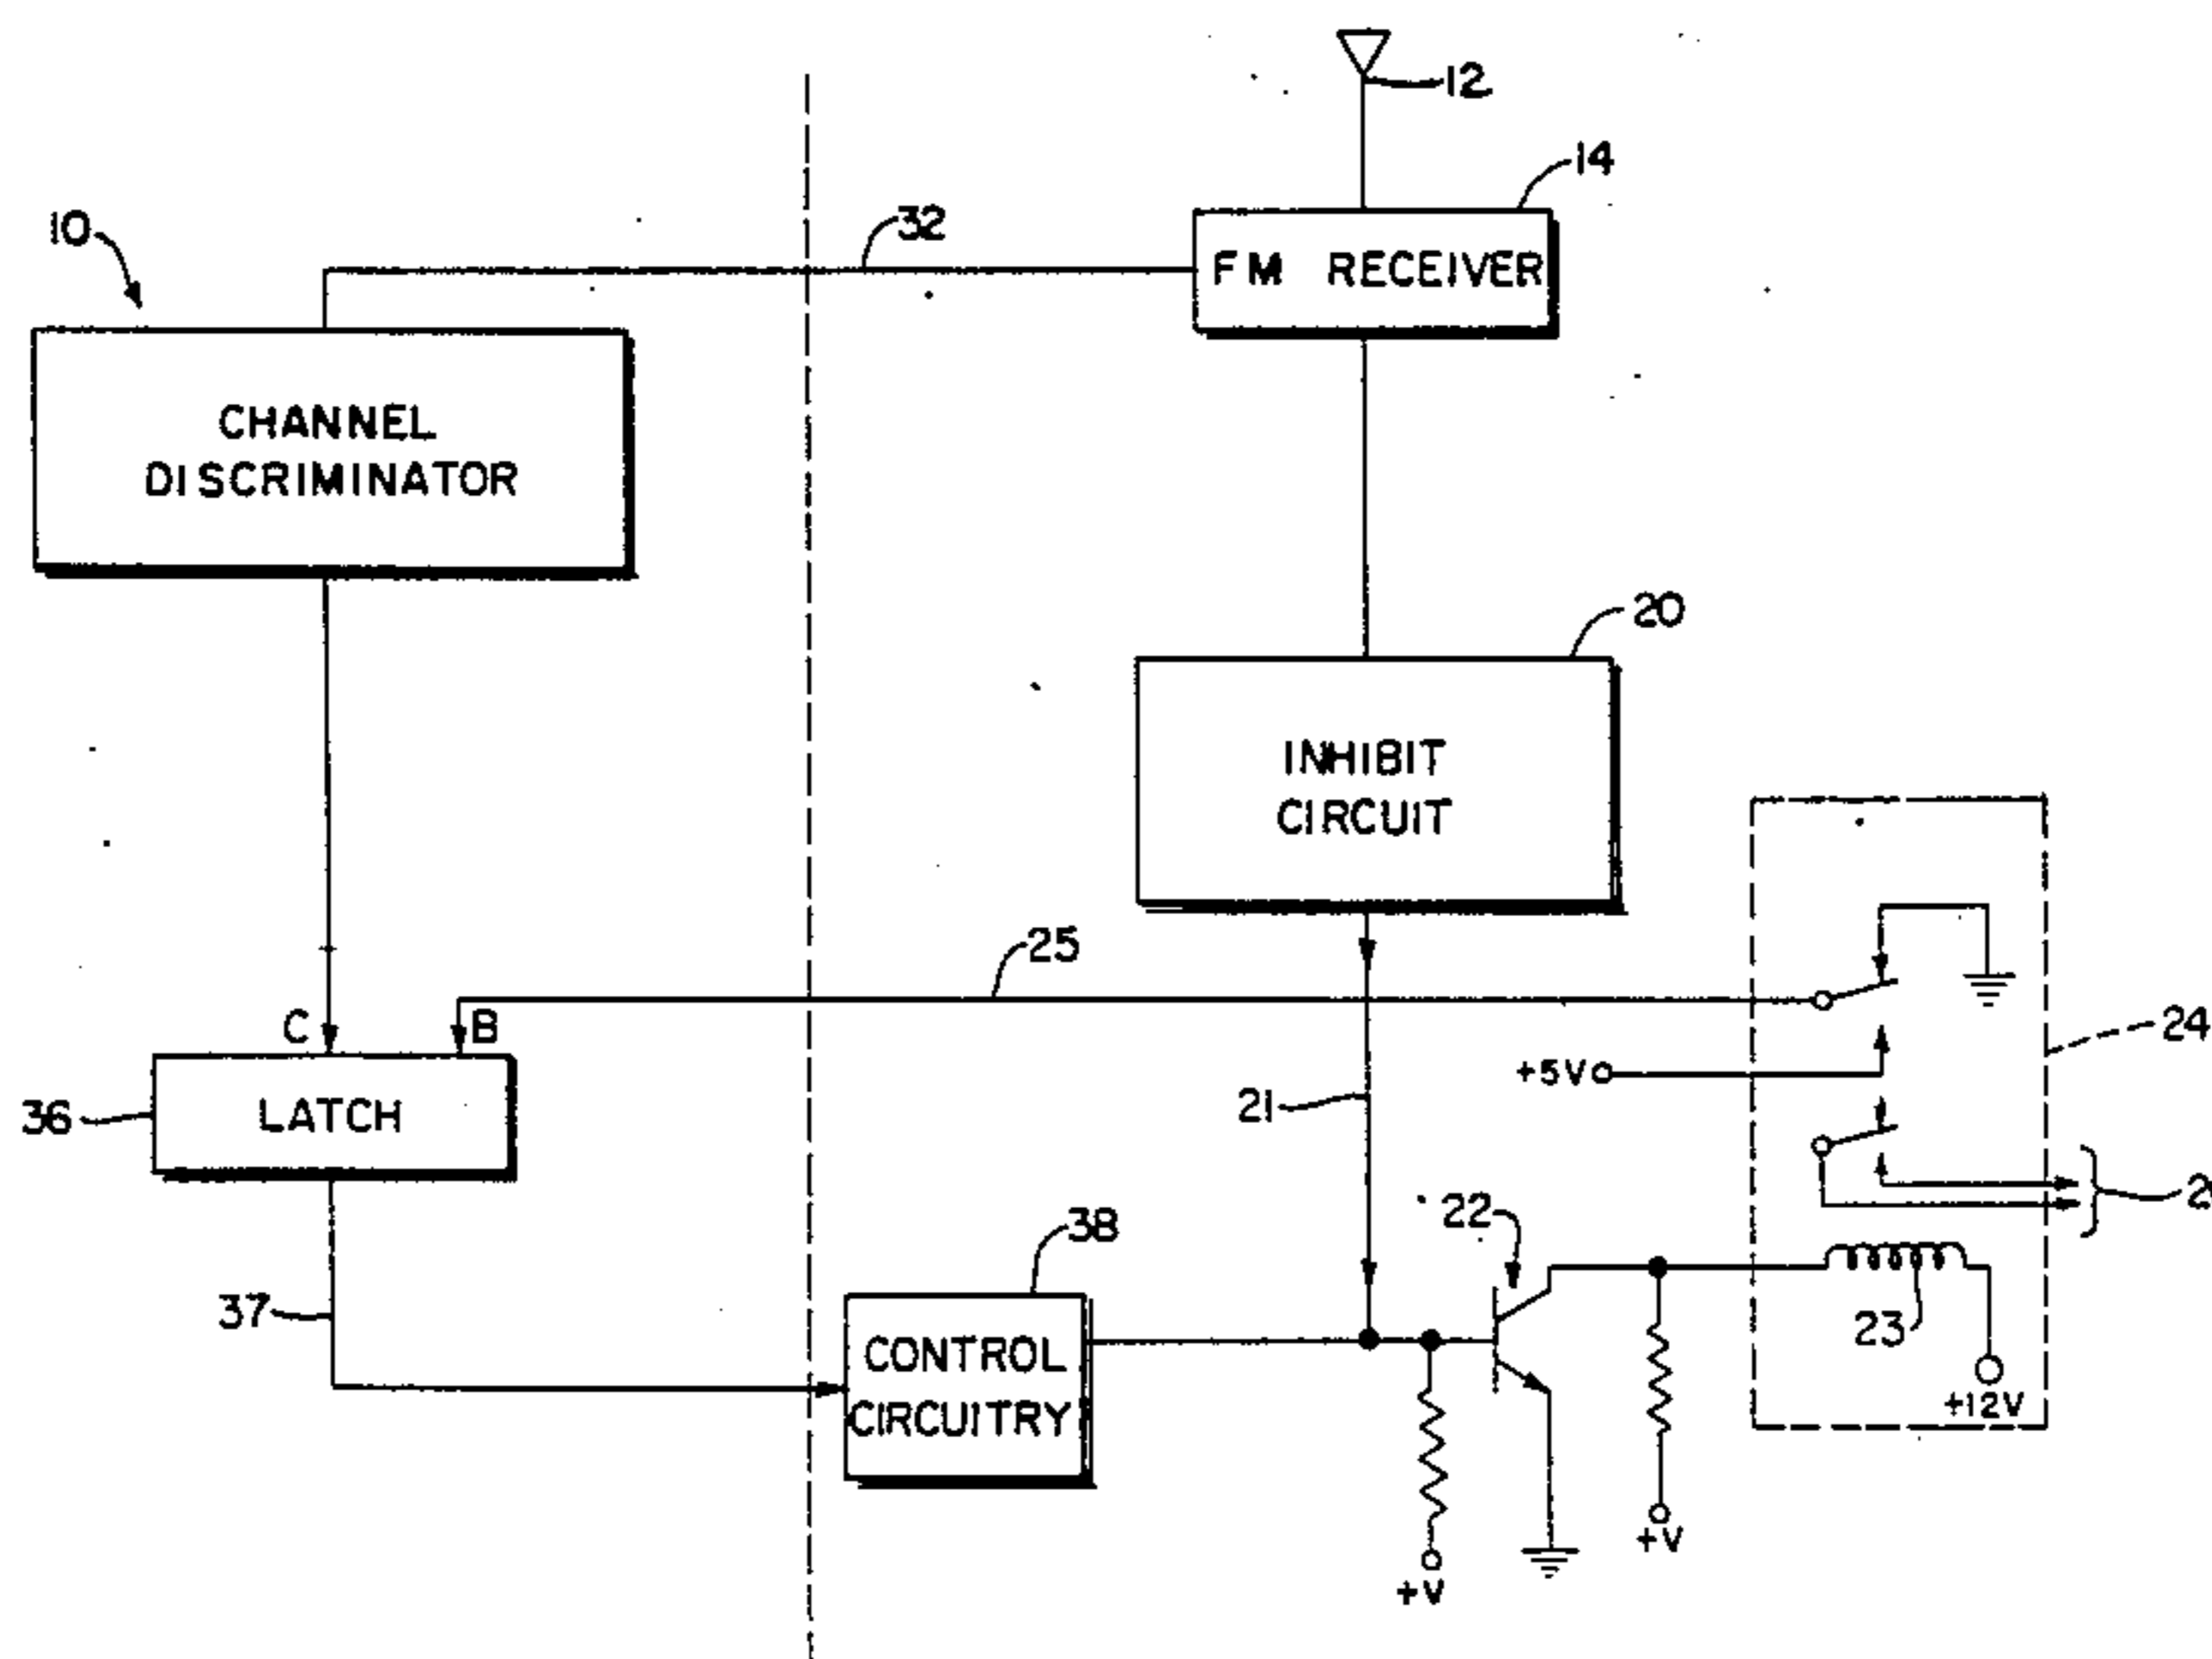 12
14
10
32
FM RECEIVER
CHANNEL
DISCRIMINATOR
20
INHIBIT
CIRCUIT
25
C
B
24
+5V
36
LATCH
21
22
38
37
23
CONTROL
CIRCUITRY
+12V
+V
+V